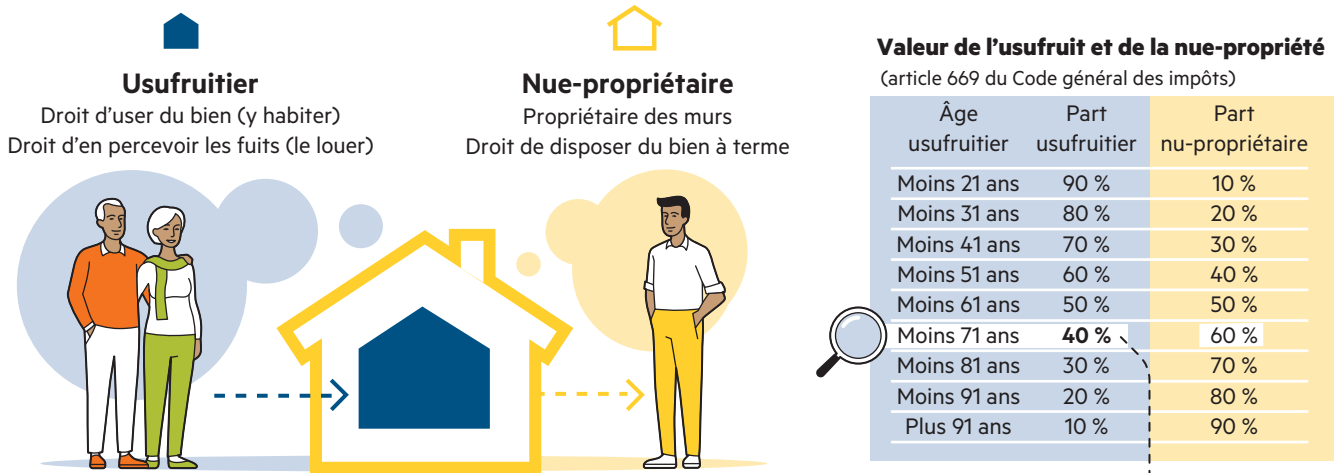 Usufruitier
Droit d'user du bien (y habiter)
Droit d'en percevoir les fuits (le louer)
Nue-propriétaire
Propriétaire des murs
Droit de disposer du bien à terme
Valeur de l'usufruit et de la nue-propriété
(article 669 du Code général des impôts)
Âge usufruitier Part usufruitier Part nu-propriétaire
Moins 21 ans 90 % 10 %
Moins 31 ans 80 % 20 %
Moins 41 ans 70 % 30 %
Moins 51 ans 60 % 40 %
Moins 61 ans 50 % 50 %
Moins 71 ans 40 % 60 %
Moins 81 ans 30 % 70 %
Moins 91 ans 20 % 80 %
Plus 91 ans 10 % 90 %